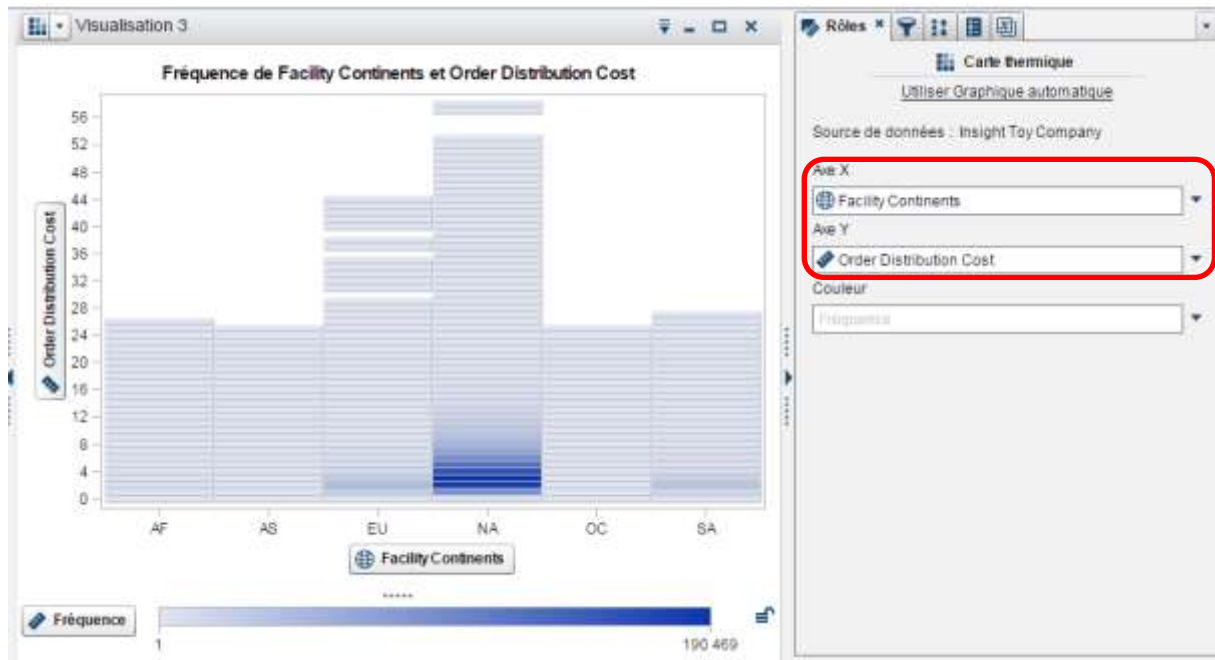 Visualisation 3
Fréquence de Facility Continents et Order Distribution Cost
56
52
48
44
40
36
32
28
24
20
16
12
8
4
0
Order Distribution Cost
AF AS EU NA OC SA
Facility Continents
Fréquence
1 190 469
Rôles
Carte thermique
Utiliser Graphique automatique
Source de données : Insight Toy Company
Axe X
Facility Continents
Axe Y
Order Distribution Cost
Couleur
Fréquence